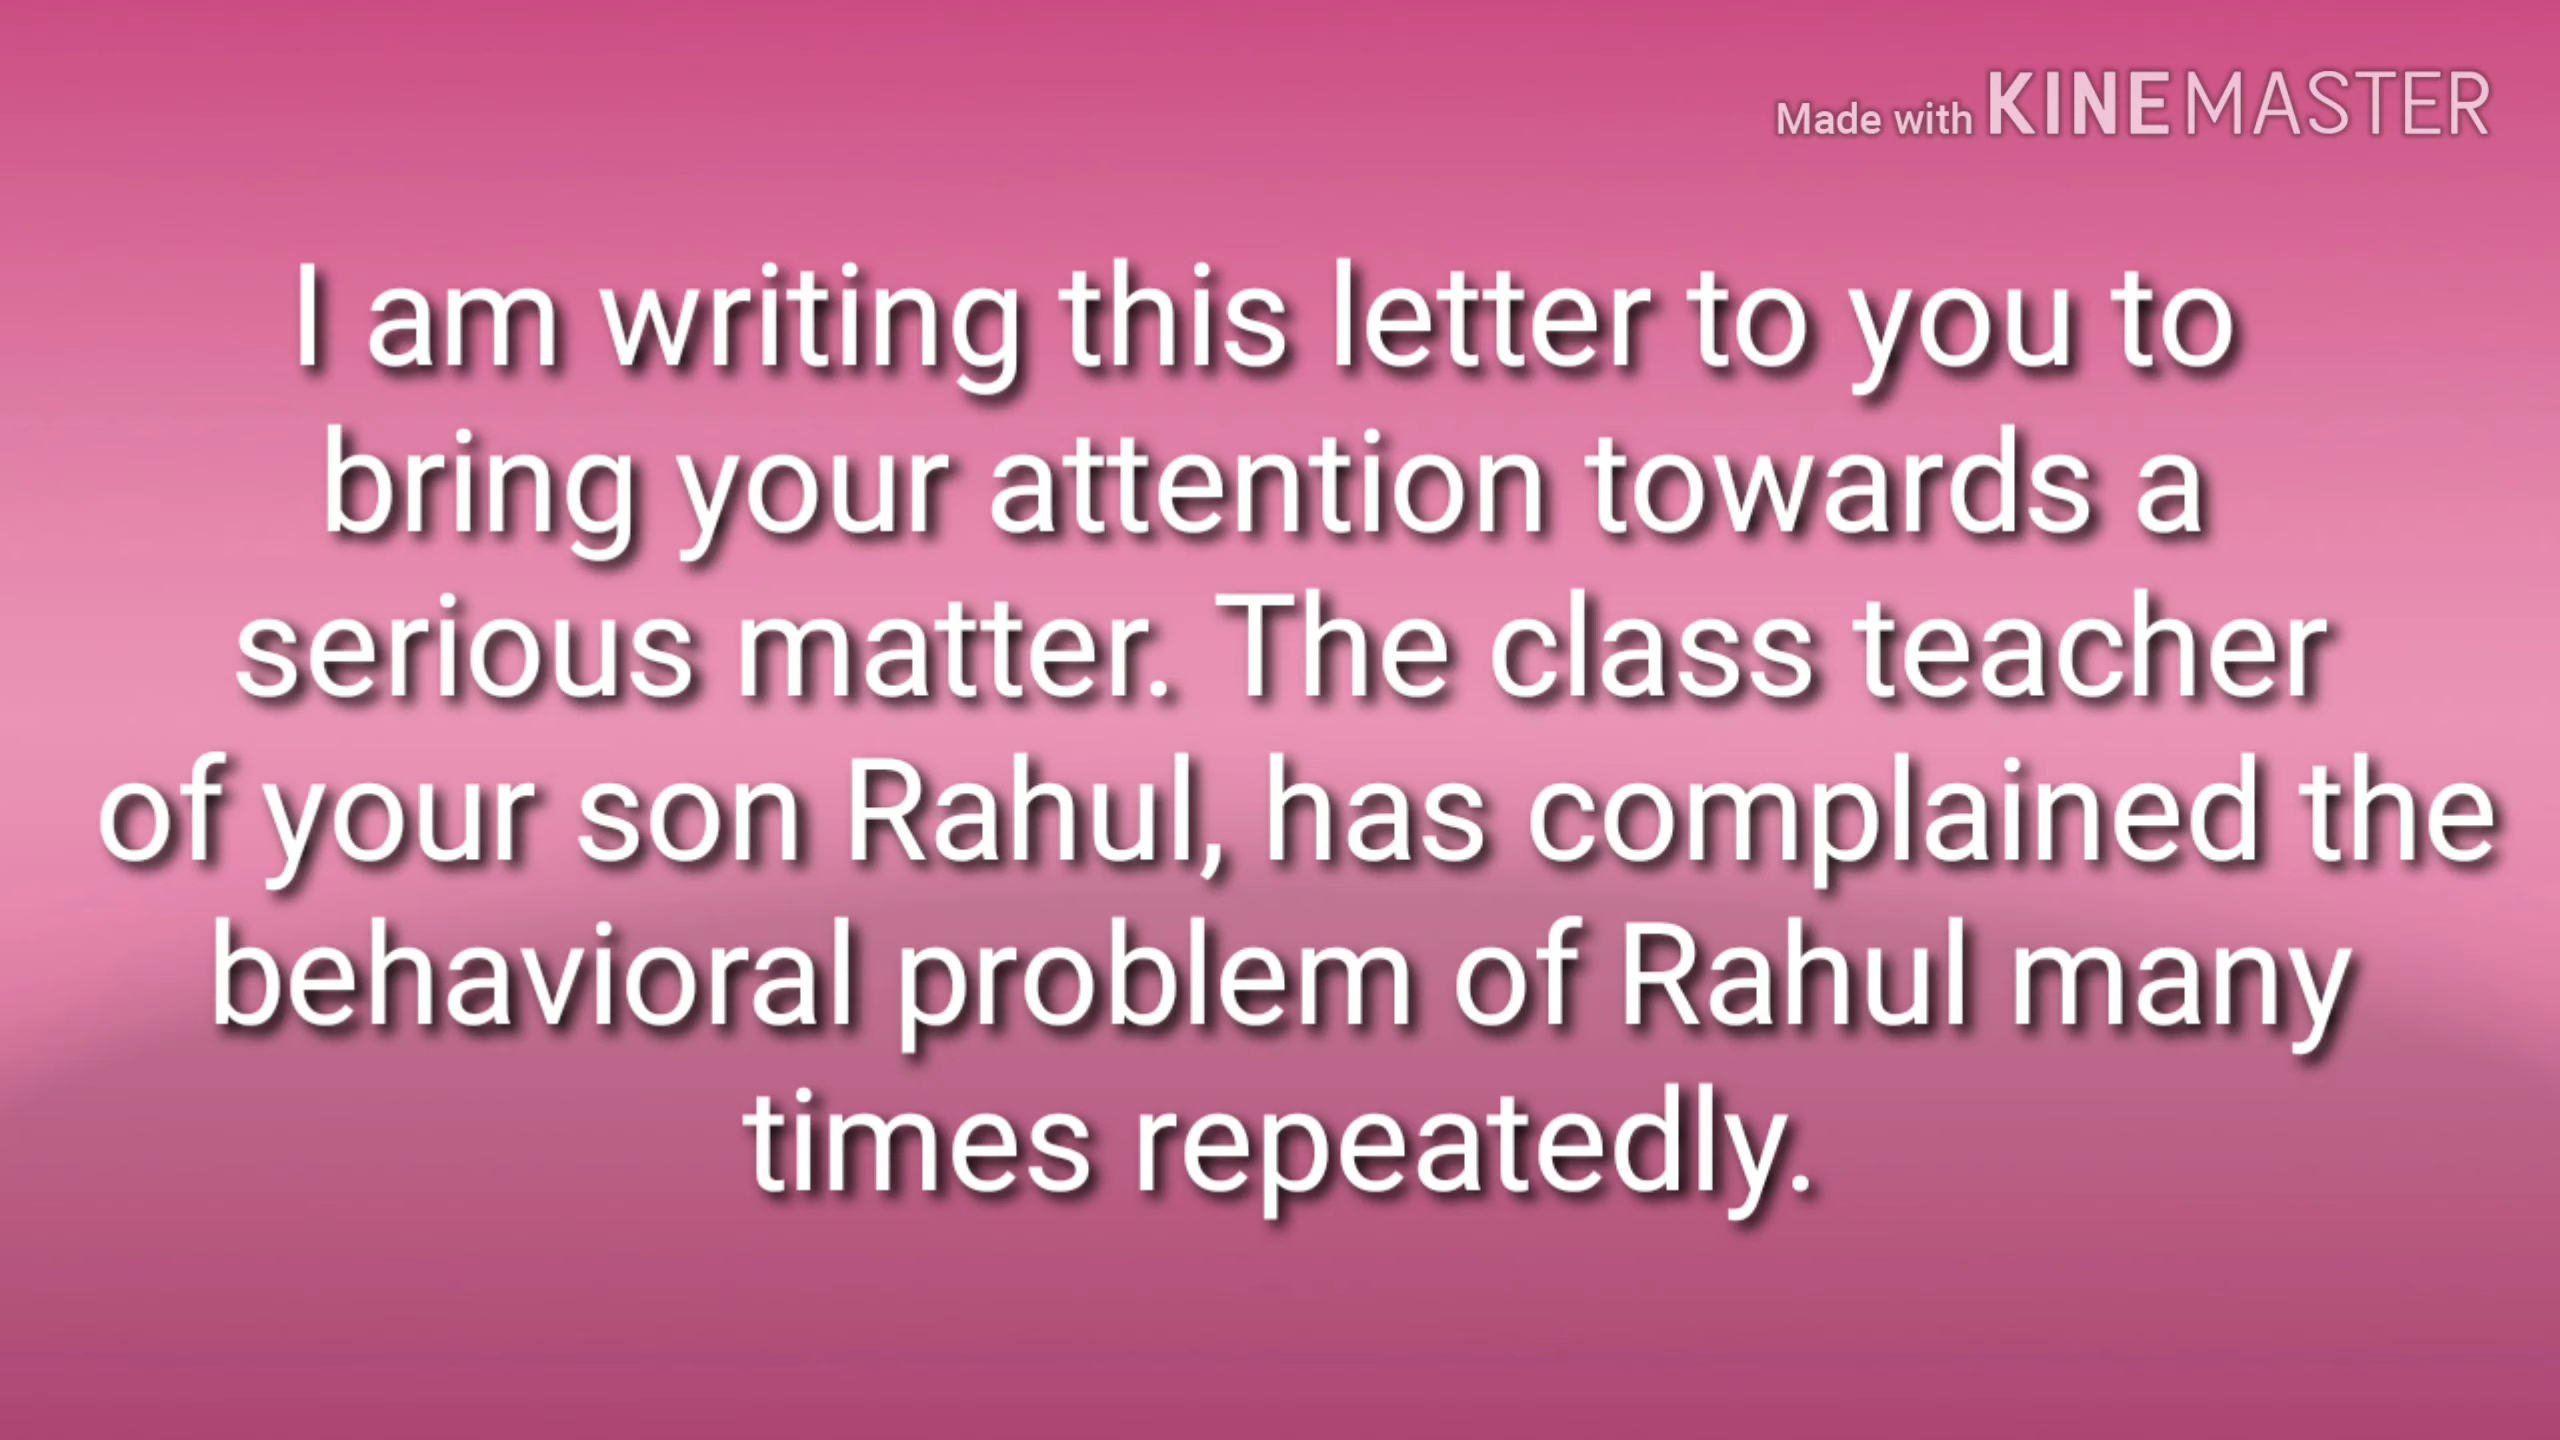 Made with KINEMASTER
I am writing this letter to you to
bring your attention towards a
serious matter. The class teacher
of your son Rahul, has complained the
behavioral problem of Rahul many
times repeatedly.